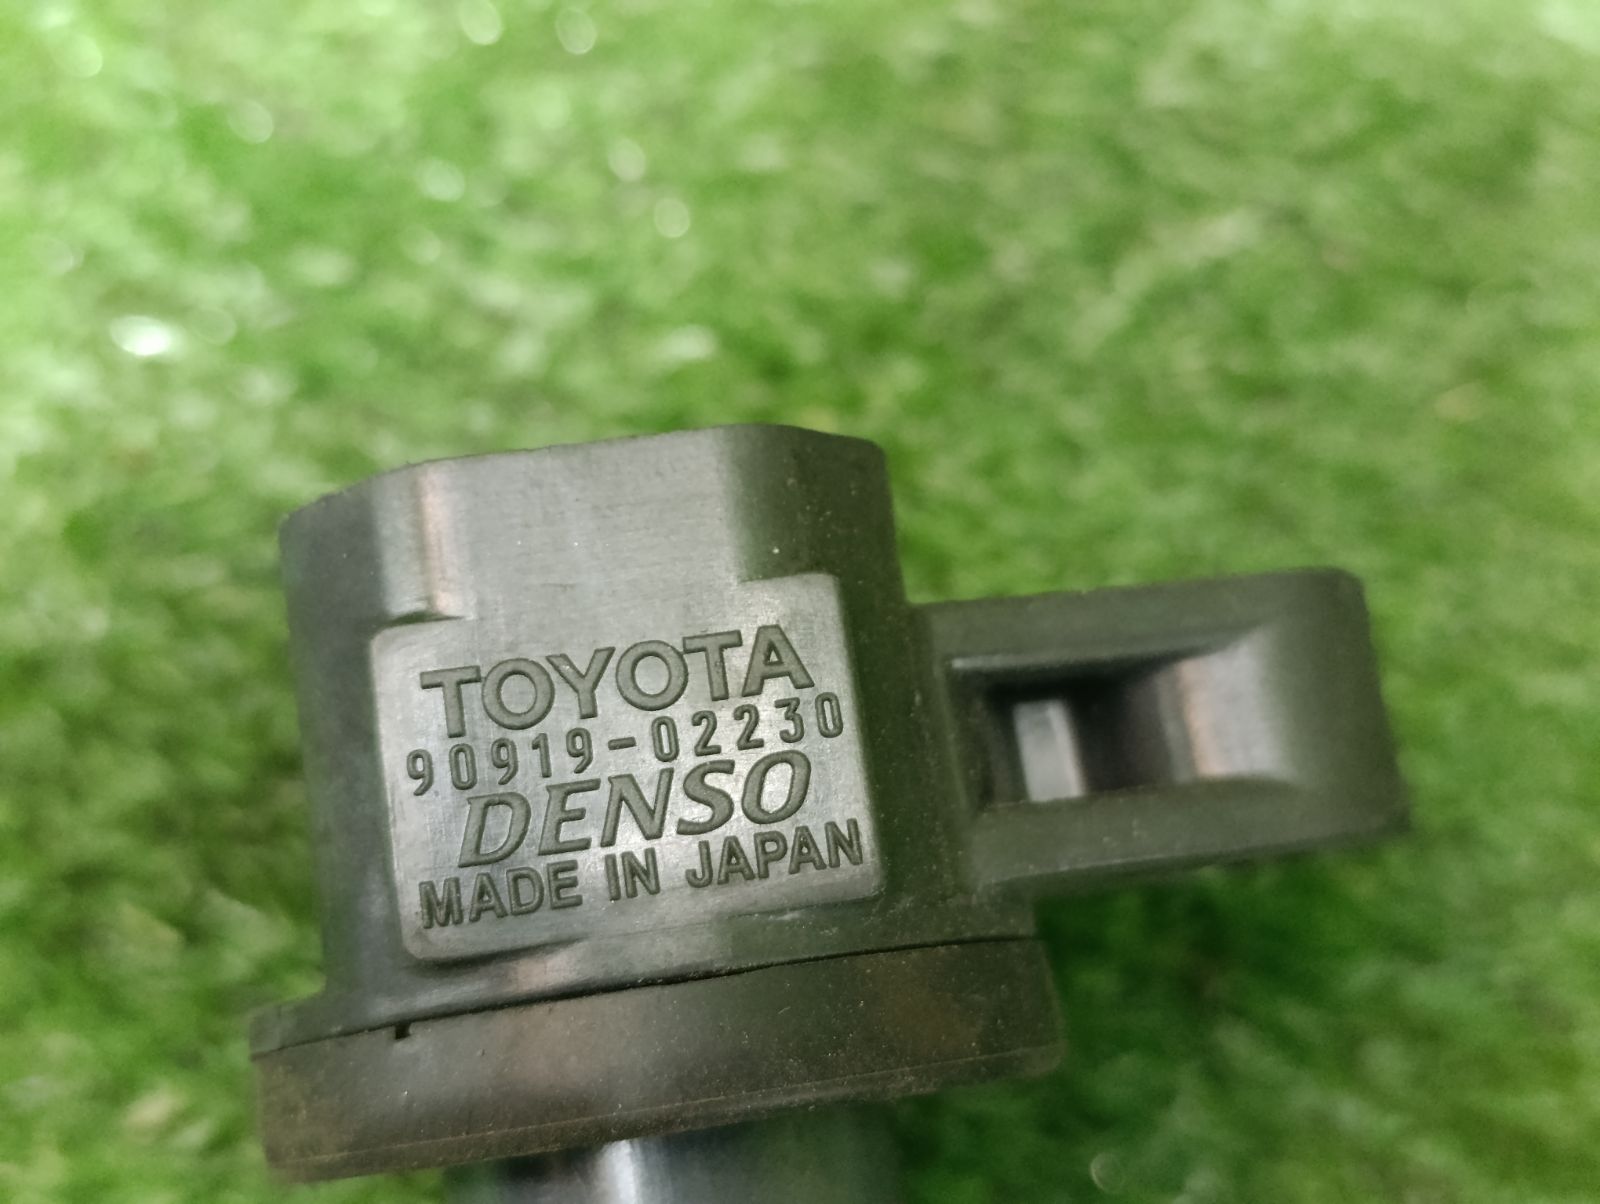 TOYOTA
90919-02230
DENSO
MADE IN JAPAN